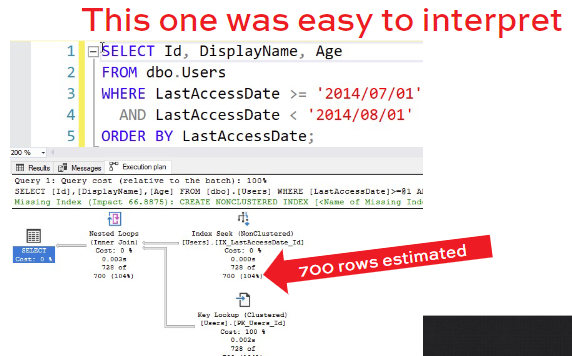 This one was easy to interpret
1 SELECT Id, DisplayName, Age
2 FROM dbo.Users
3 WHERE LastAccessDate >= '2014/07/01'
4 AND LastAccessDate < '2014/08/01'
5 ORDER BY LastAccessDate;
200 %
Results Messages Execution plan
Query 1: Query cost (relative to the batch): 100%
SELECT [Id],[DisplayName],[Age] FROM [dbo].[Users] WHERE [LastAccessDate]>=@1 A
Missing Index (Impact 66.8875): CREATE NONCLUSTERED INDEX [<Name of Missing Ind
SELECT
Cost: 0 %
Nested Loops
(Inner Join)
Cost: 0 %
0.003s
728 of
700 (104%)
Index Seek (NonClustered)
[Users].[IX_LastAccessDate_Id]
Cost: 0 %
0.000s
728 of
700 (104%)
700 rows estimated
Key Lookup (Clustered)
[Users].[PK_Users_Id]
Cost: 100 %
0.002s
728 of